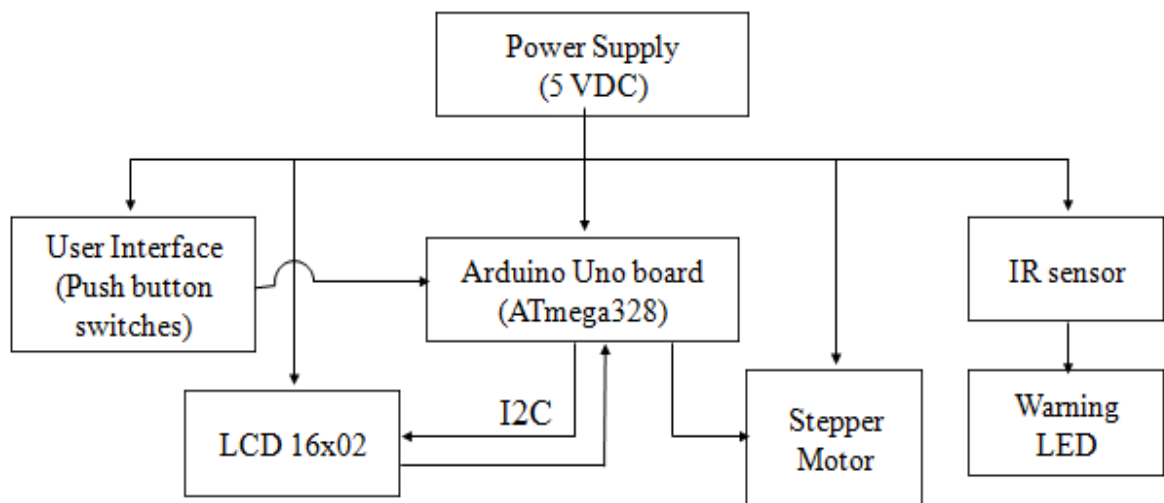 Power Supply
(5 VDC)
User Interface
(Push button
switches)
Arduino Uno board
(ATmega328)
IR sensor
LCD 16x02
I2C
Stepper
Motor
Warning
LED